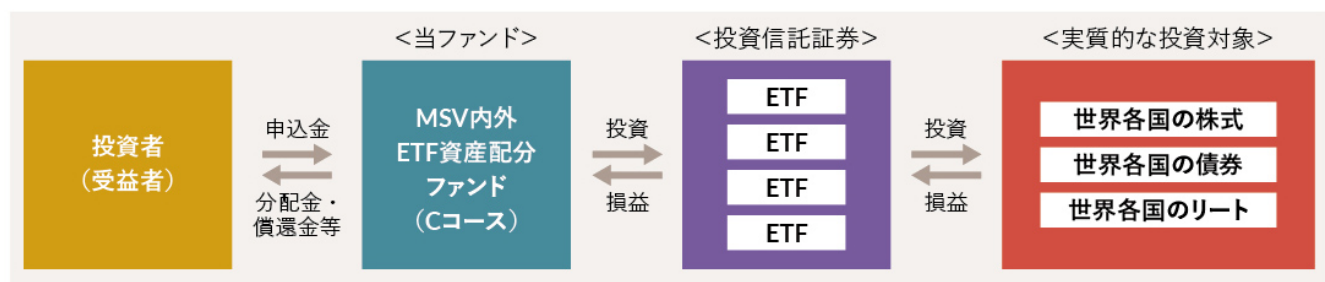 <当ファンド>
<投資信託証券>
<実質的な投資対象>
投資者
（受益者）
申込金
分配金・
償還金等
MSV内外
ETF資産配分
ファンド
（Cコース）
投資
損益
ETF
ETF
ETF
ETF
投資
損益
世界各国の株式
世界各国の債券
世界各国のリート